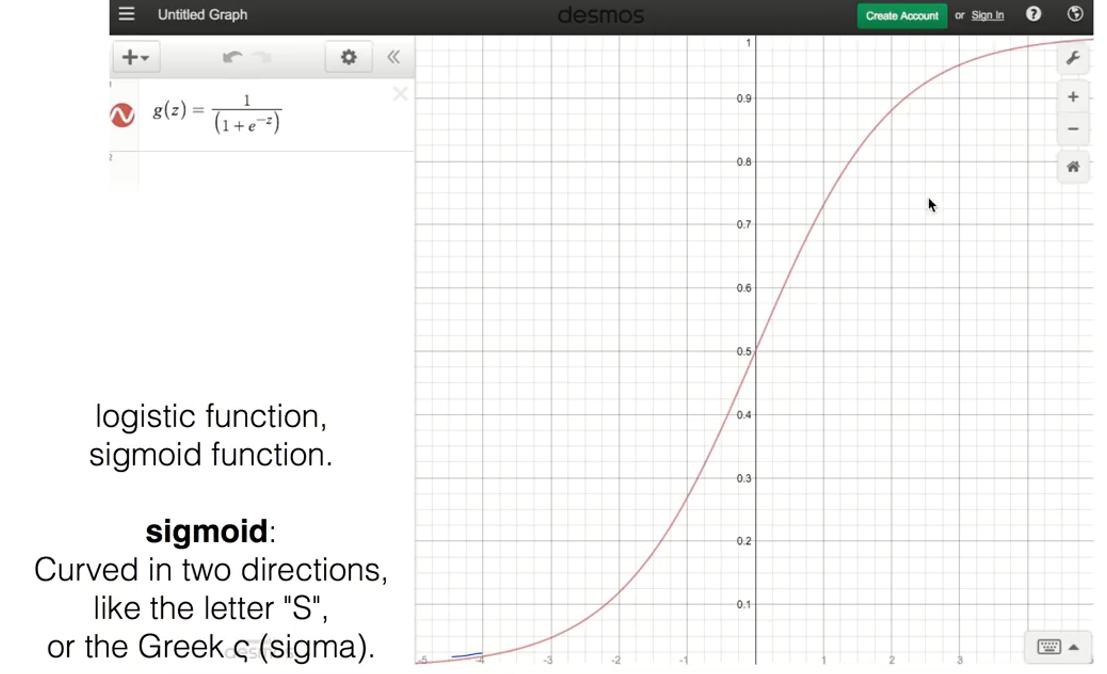 Untitled Graph
desmos
Create Account or Sign In
1
g(z) = 1/(1+e^{-z})
2
logistic function,
sigmoid function.
sigmoid:
Curved in two directions,
like the letter "S",
or the Greek ς (sigma).
desmos
1
0.9
0.8
0.7
0.6
0.5
0.4
0.3
0.2
0.1
-5 -4 -3 -2 -1 1 2 3